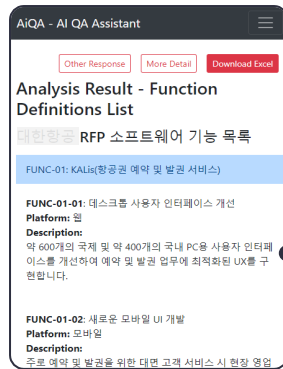 AiQA - AI QA Assistant
Other Response
More Detail
Download Excel
Analysis Result - Function
Definitions List
대한항공 RFP 소프트웨어 기능 목록
FUNC-01: KALis(항공권 예약 및 발권 서비스)
FUNC-01-01: 데스크톱 사용자 인터페이스 개선
Platform: 웹
Description:
약 600개의 국제 및 약 400개의 국내 PC용 사용자 인터페
이스를 개선하여 예약 및 발권 업무에 최적화된 UX를 구
현합니다.
FUNC-01-02: 새로운 모바일 UI 개발
Platform: 모바일
Description:
주로 예약 및 발권을 위한 대면 고객 서비스 시 현장 영업